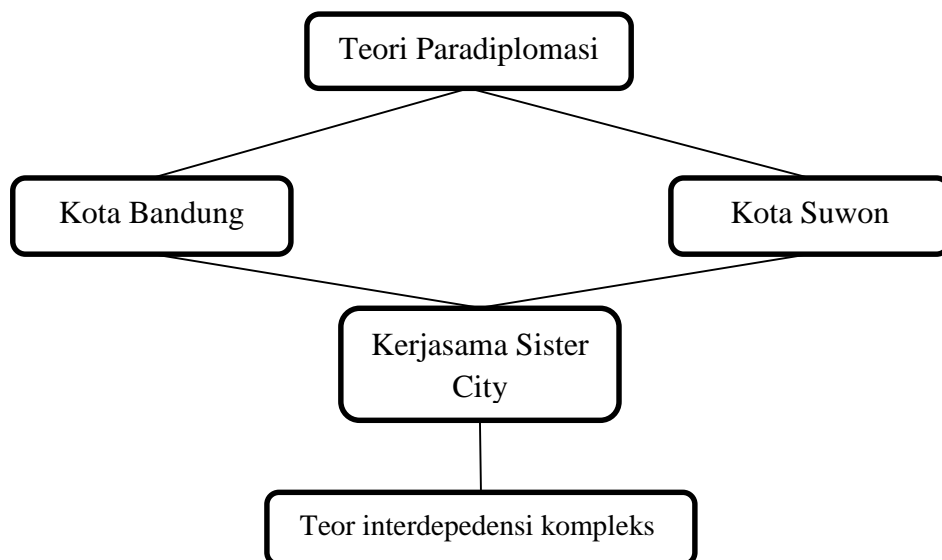 Teori Paradiplomasi
Kota Bandung
Kota Suwon
Kerjasama Sister
City
Teor interdepedensi kompleks